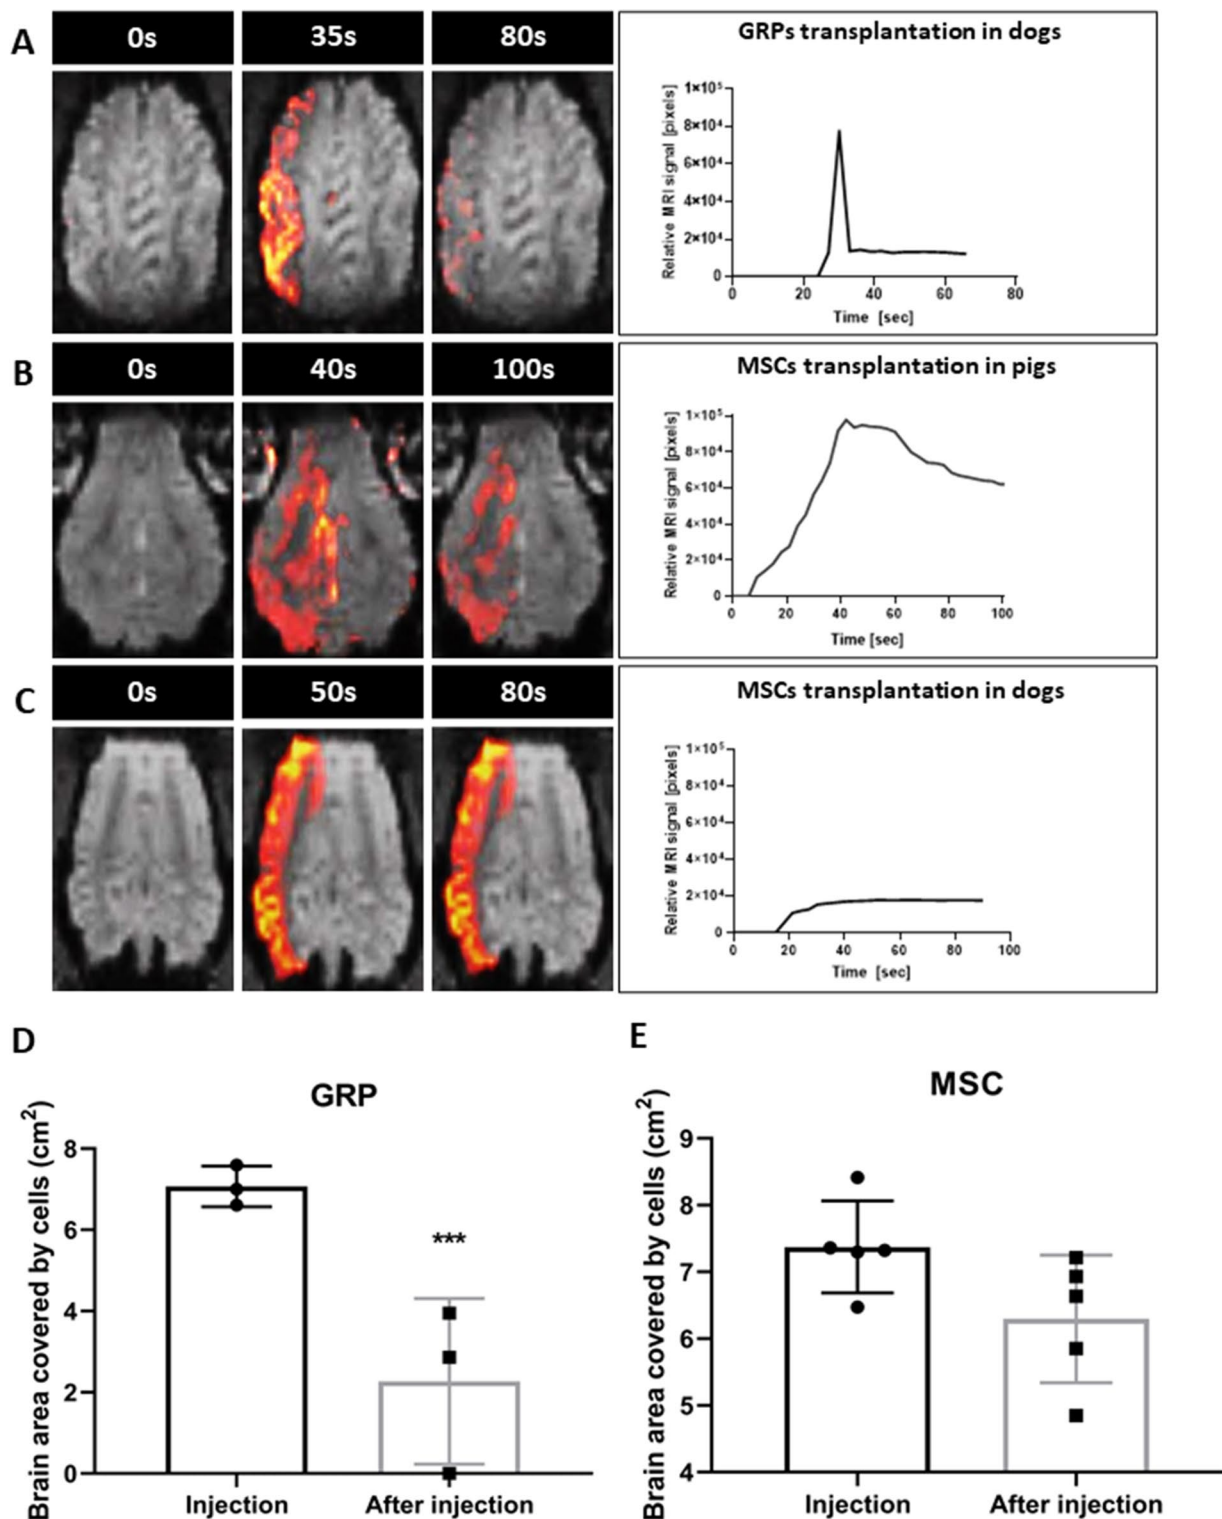 A
0s
35s
80s
GRPs transplantation in dogs
Relative MRI signal [pixels]
1×10⁵
8×10⁴
6×10⁴
4×10⁴
2×10⁴
0
0 20 40 60 80
Time [sec]
B
0s
40s
100s
MSCs transplantation in pigs
Relative MRI signal [pixels]
1×10⁵
8×10⁴
6×10⁴
4×10⁴
2×10⁴
0
0 20 40 60 80 100
Time [sec]
C
0s
50s
80s
MSCs transplantation in dogs
Relative MRI signal [pixels]
1×10⁵
8×10⁴
6×10⁴
4×10⁴
2×10⁴
0
0 20 40 60 80 100
Time [sec]
D
GRP
Brain area covered by cells (cm²)
8
6
4
2
0
***
Injection After injection
E
MSC
Brain area covered by cells (cm²)
9
8
7
6
5
4
Injection After injection